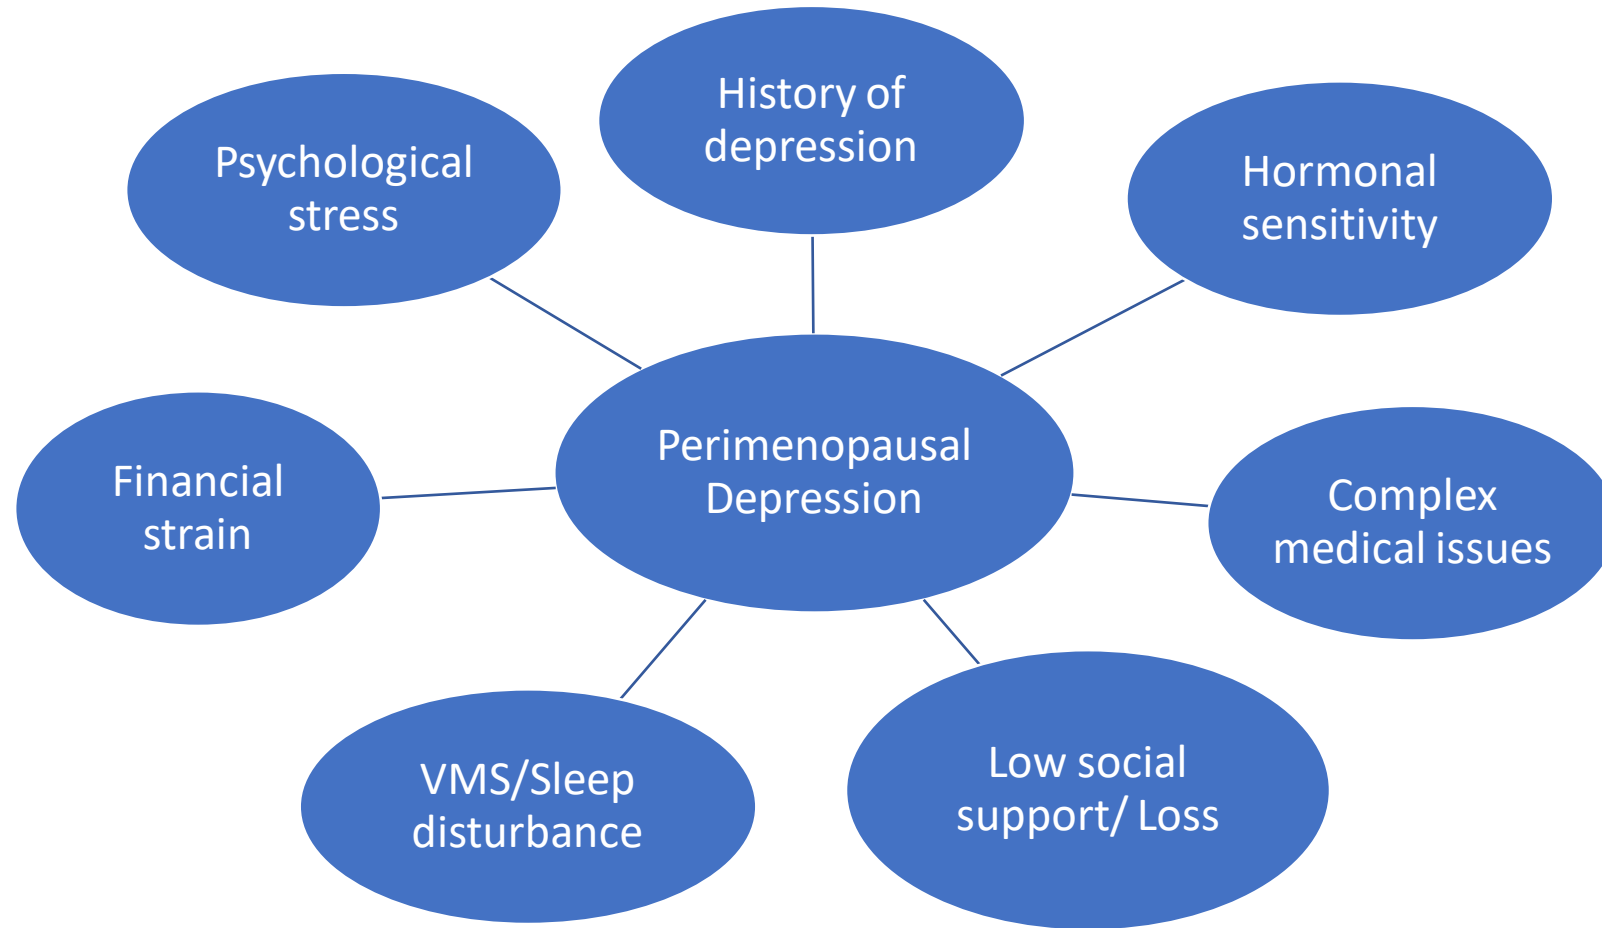 History of
depression
Psychological
stress
Hormonal
sensitivity
Perimenopausal
Depression
Financial
strain
Complex
medical issues
VMS/Sleep
disturbance
Low social
support/ Loss